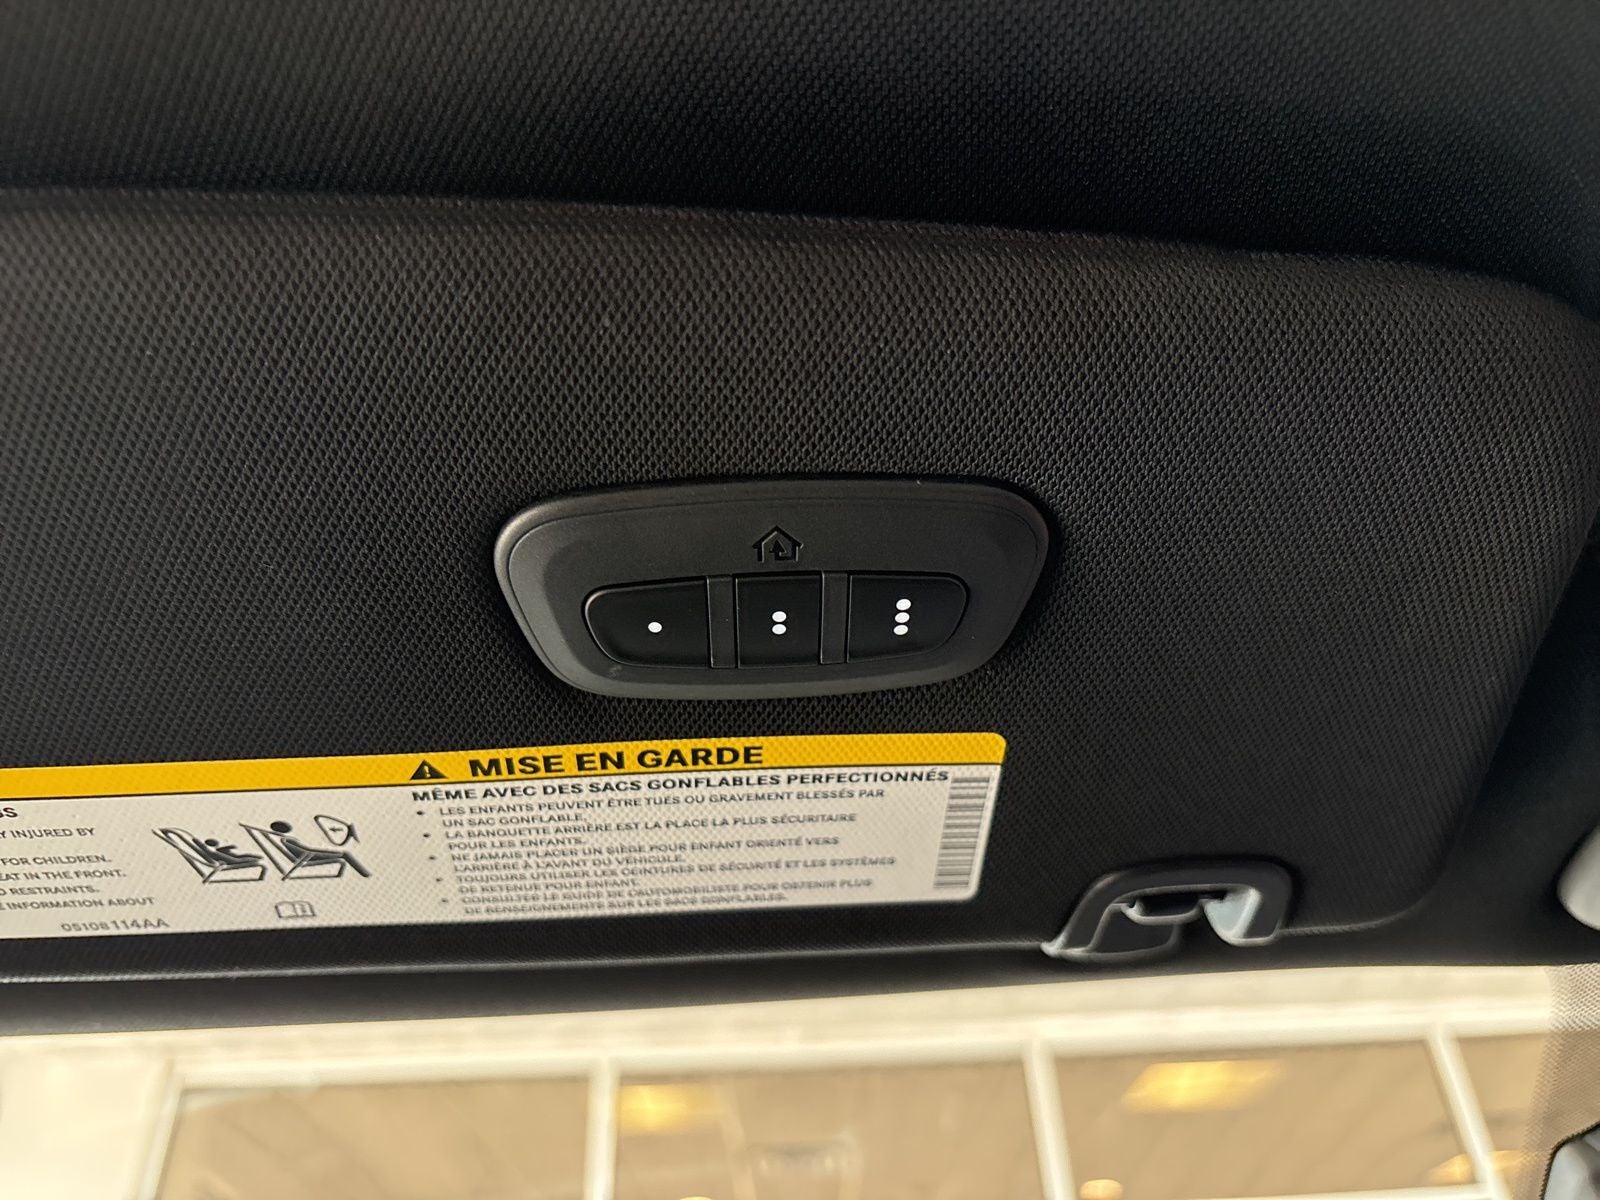 MISE EN GARDE
MÊME AVEC DES SACS GONFLABLES PERFECTIONNÉS
• LES ENFANTS PEUVENT ÊTRE TUÉS OU GRAVEMENT BLESSÉS PAR
UN SAC GONFLABLE.
• LA BANQUETTE ARRIÈRE EST LA PLACE LA PLUS SÉCURITAIRE
POUR LES ENFANTS.
• NE JAMAIS PLACER UN SIÈGE POUR ENFANT ORIENTÉ VERS
L'ARRIÈRE À L'AVANT DU VÉHICULE.
• TOUJOURS UTILISER LES CEINTURES DE SÉCURITÉ ET LES SYSTÈMES
DE RETENUE POUR ENFANT.
• CONSULTER LE GUIDE DE L'AUTOMOBILISTE POUR OBTENIR PLUS
DE RENSEIGNEMENTS SUR LES SACS GONFLABLES.
INJURED BY
FOR CHILDREN.
EAT IN THE FRONT.
RESTRAINTS.
INFORMATION ABOUT
05108114AA